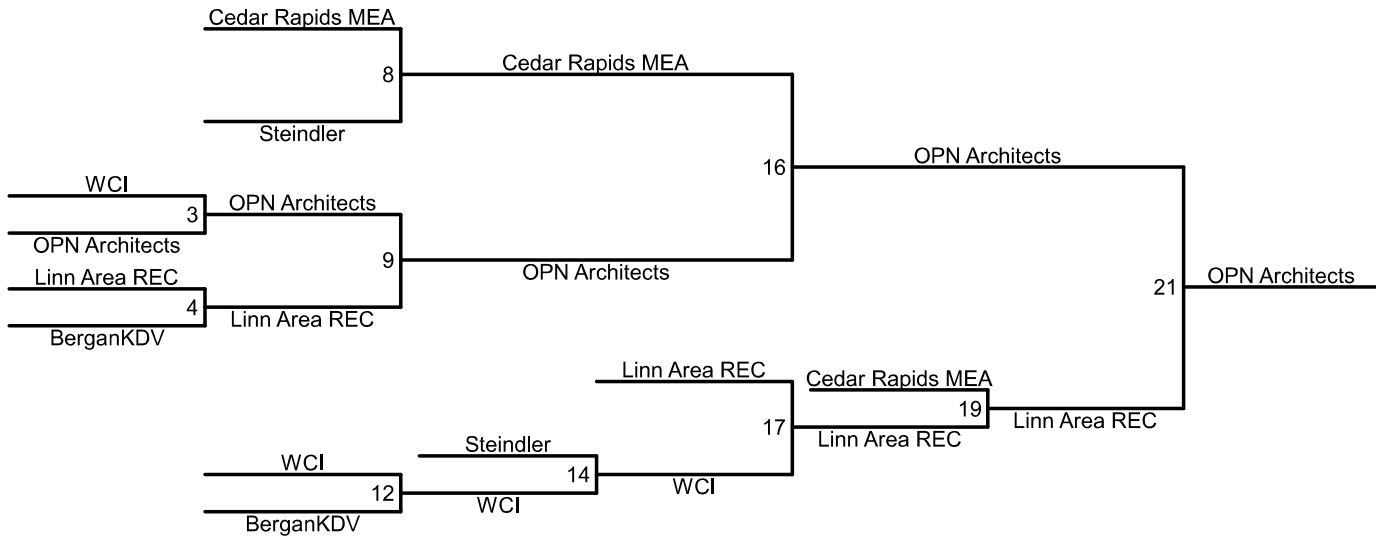 Cedar Rapids MEA
8
Cedar Rapids MEA
Steindler
16
OPN Architects
WCI
3
OPN Architects
OPN Architects
9
OPN Architects
Linn Area REC
4
Linn Area REC
BerganKDV
21
OPN Architects
Linn Area REC
Cedar Rapids MEA
19
Linn Area REC
17
Linn Area REC
Steindler
14
WCI
WCI
12
WCI
BerganKDV